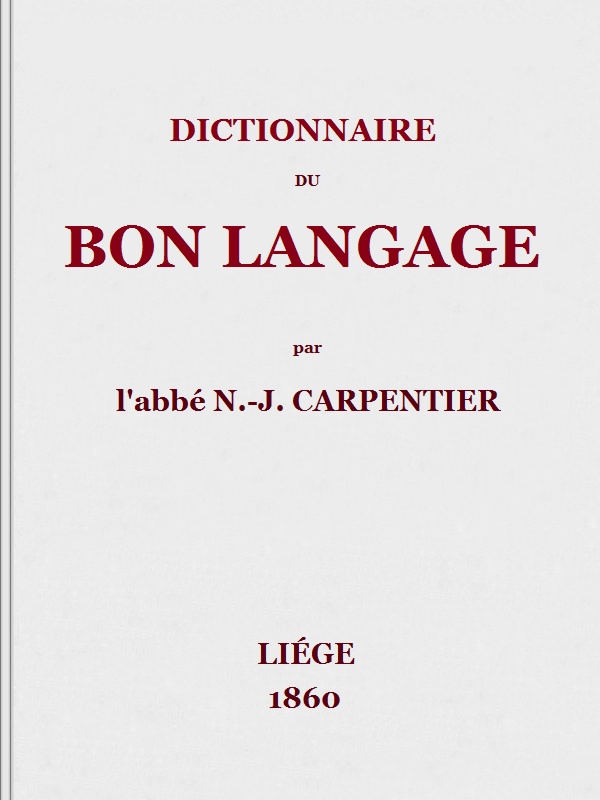 DICTIONNAIRE
DU
BON LANGAGE
par
l'abbé N.-J. CARPENTIER
LIÉGE
1860